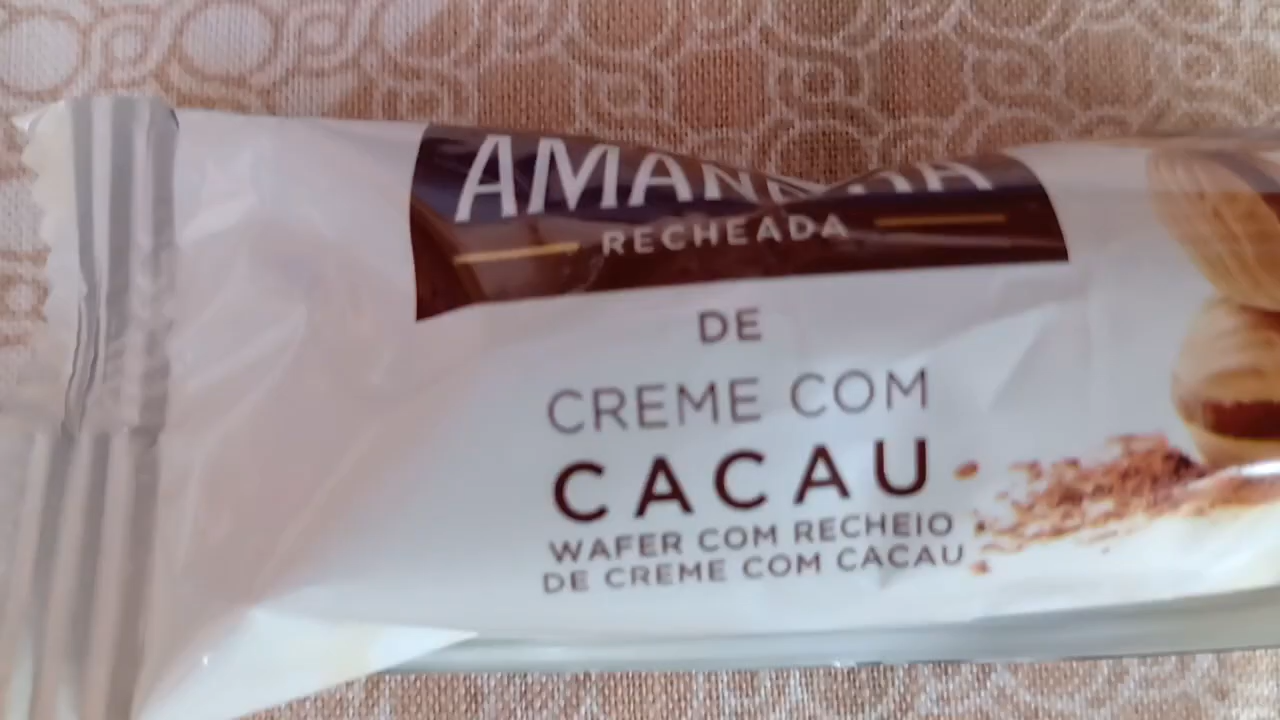 RECHEADA
DE
CREME COM
CACAU
WAFER COM RECHEIO
DE CREME COM CACAU